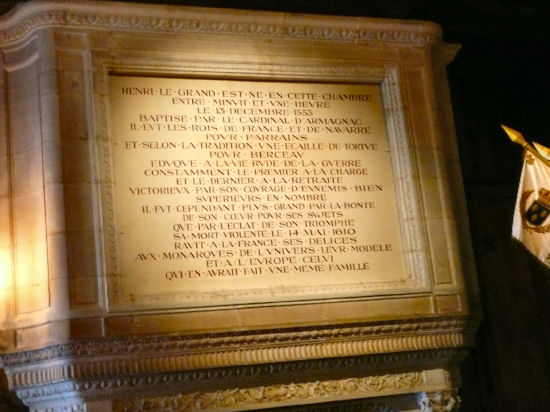 HENRI·LE·GRAND·EST·NE·EN·CETTE·CHAMBRE
ENTRE·MINVIT·ET·VNE·HEVRE
LE·13·DECEMBRE·1553
BAPTISE·PAR·LE·CARDINAL·D'ARMAGNAC
IL·EVT·LES·ROIS·DE·FRANCE·ET·DE·NAVARRE
POVR·PARRAINS
ET·SELON·LA·TRADITION·VNE·ECAILLE·DE·TORTVE
POVR·BERCEAV
EDVQVE·A·LA·VIE·RVDE·DE·LA·GVERRE
CONSTAMMENT·LE·PREMIER·A·LA·CHARGE
ET·LE·DERNIER·A·LA·RETRAITE
VICTORIEVX·PAR·SON·COVRAGE·D'ENNEMIS·BIEN
SVPERIEVRS·EN·NOMBRE
IL·FVT·CEPENDANT·PLVS·GRAND·PAR·LA·BONTE
DE·SON·CŒVR·POVR·SES·SVJETS
QVE·PAR·L'ECLAT·DE·SON·TRIOMPHE
SA·MORT·VIOLENTE·LE·14·MAI·1610
RAVIT·A·LA·FRANCE·SES·DELICES
AVX·MONARQVES·DE·L'VNIVERS·LEVR·MODELE
ET·A·L'EVROPE·CELVI
QVI·EN·AVRAIT·FAIT·VNE·MEME·FAMILLE